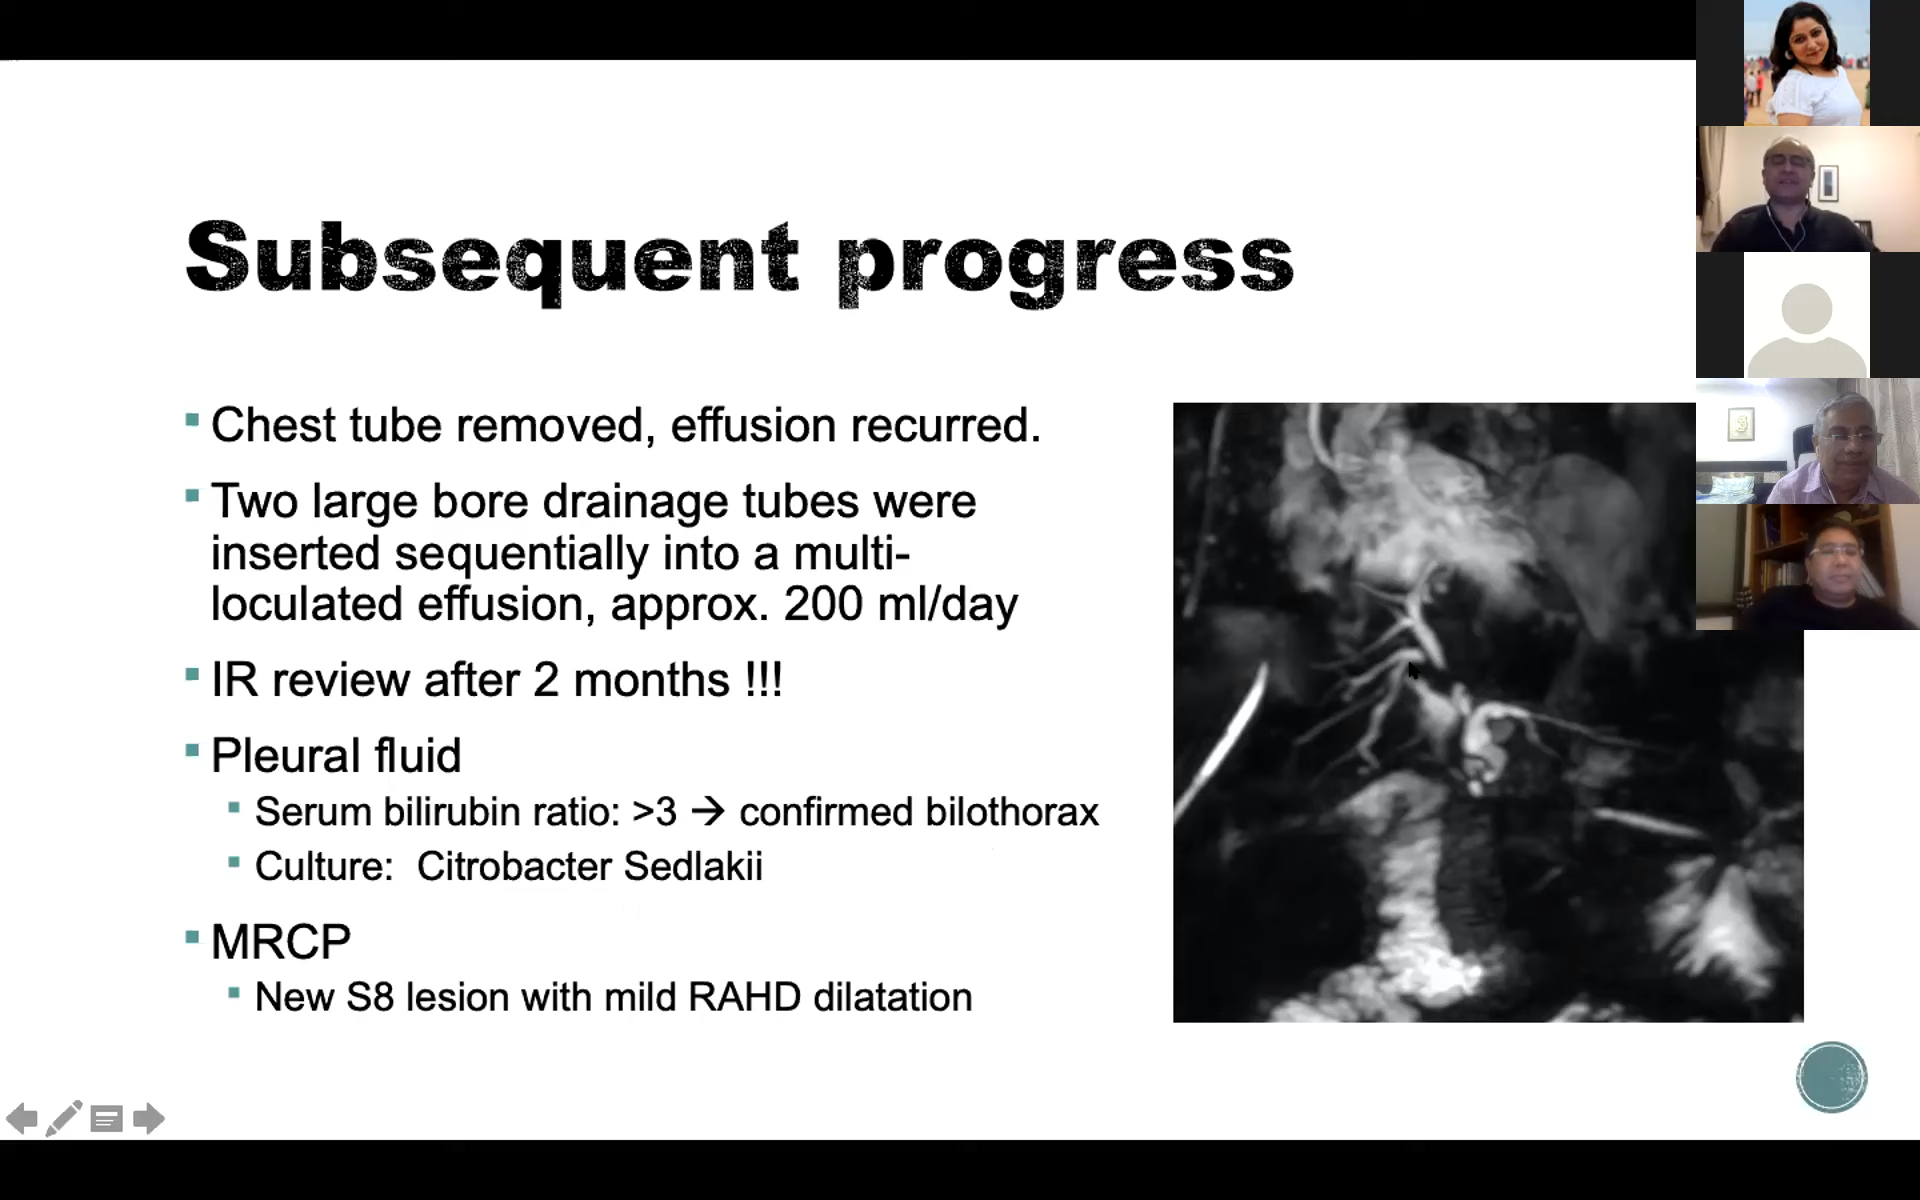 Subsequent progress
▪ Chest tube removed, effusion recurred.
▪ Two large bore drainage tubes were
inserted sequentially into a multi-
loculated effusion, approx. 200 ml/day
▪ IR review after 2 months !!!
▪ Pleural fluid
▪ Serum bilirubin ratio: >3 → confirmed bilothorax
▪ Culture:  Citrobacter Sedlakii
▪ MRCP
▪ New S8 lesion with mild RAHD dilatation